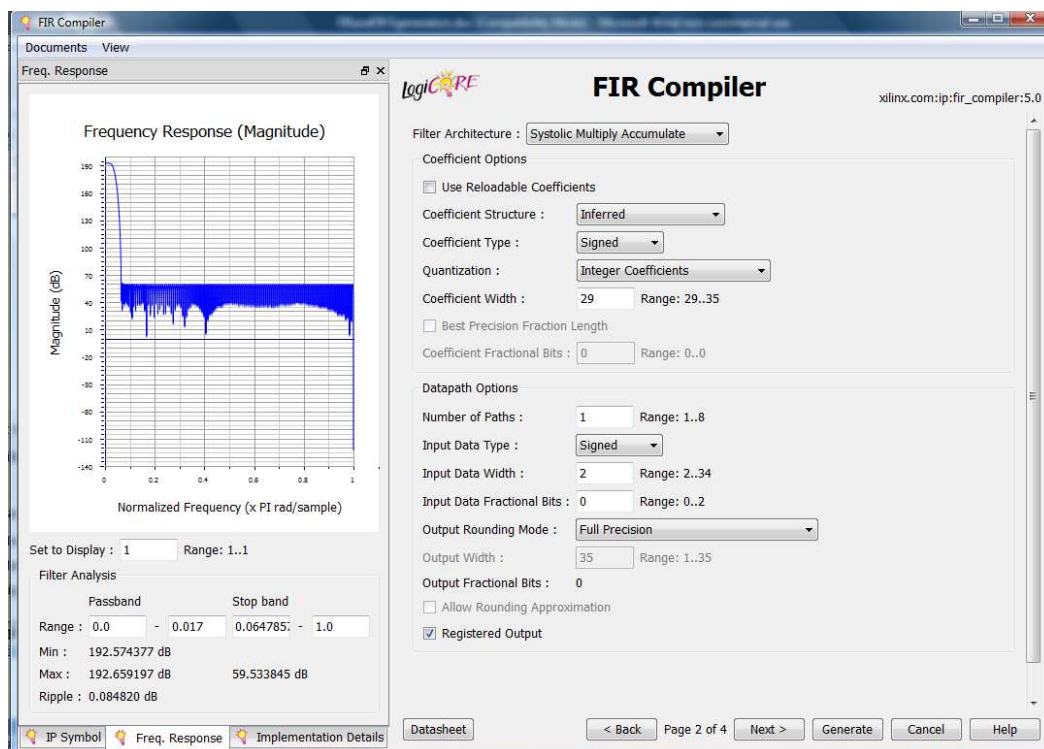 FIR Compiler
Documents View
Freq. Response
Frequency Response (Magnitude)
190
160
130
100
70
40
10
-20
-50
-80
-110
-140
Magnitude (dB)
0
0.2
0.4
0.6
0.8
1
Normalized Frequency (x PI rad/sample)
Set to Display : 1 Range: 1..1
Filter Analysis
Passband Stop band
Range : 0.0 - 0.017 0.064785 - 1.0
Min : 192.574377 dB
Max : 192.659197 dB 59.533845 dB
Ripple : 0.084820 dB
IP Symbol Freq. Response Implementation Details
LogiCORE
FIR Compiler
xilinx.com:ip:fir_compiler:5.0
Filter Architecture : Systolic Multiply Accumulate
Coefficient Options
Use Reloadable Coefficients
Coefficient Structure : Inferred
Coefficient Type : Signed
Quantization : Integer Coefficients
Coefficient Width : 29 Range: 29..35
Best Precision Fraction Length
Coefficient Fractional Bits : 0 Range: 0..0
Datapath Options
Number of Paths : 1 Range: 1..8
Input Data Type : Signed
Input Data Width : 2 Range: 2..34
Input Data Fractional Bits : 0 Range: 0..2
Output Rounding Mode : Full Precision
Output Width : 35 Range: 1..35
Output Fractional Bits : 0
Allow Rounding Approximation
Registered Output
Datasheet < Back Page 2 of 4 Next > Generate Cancel Help